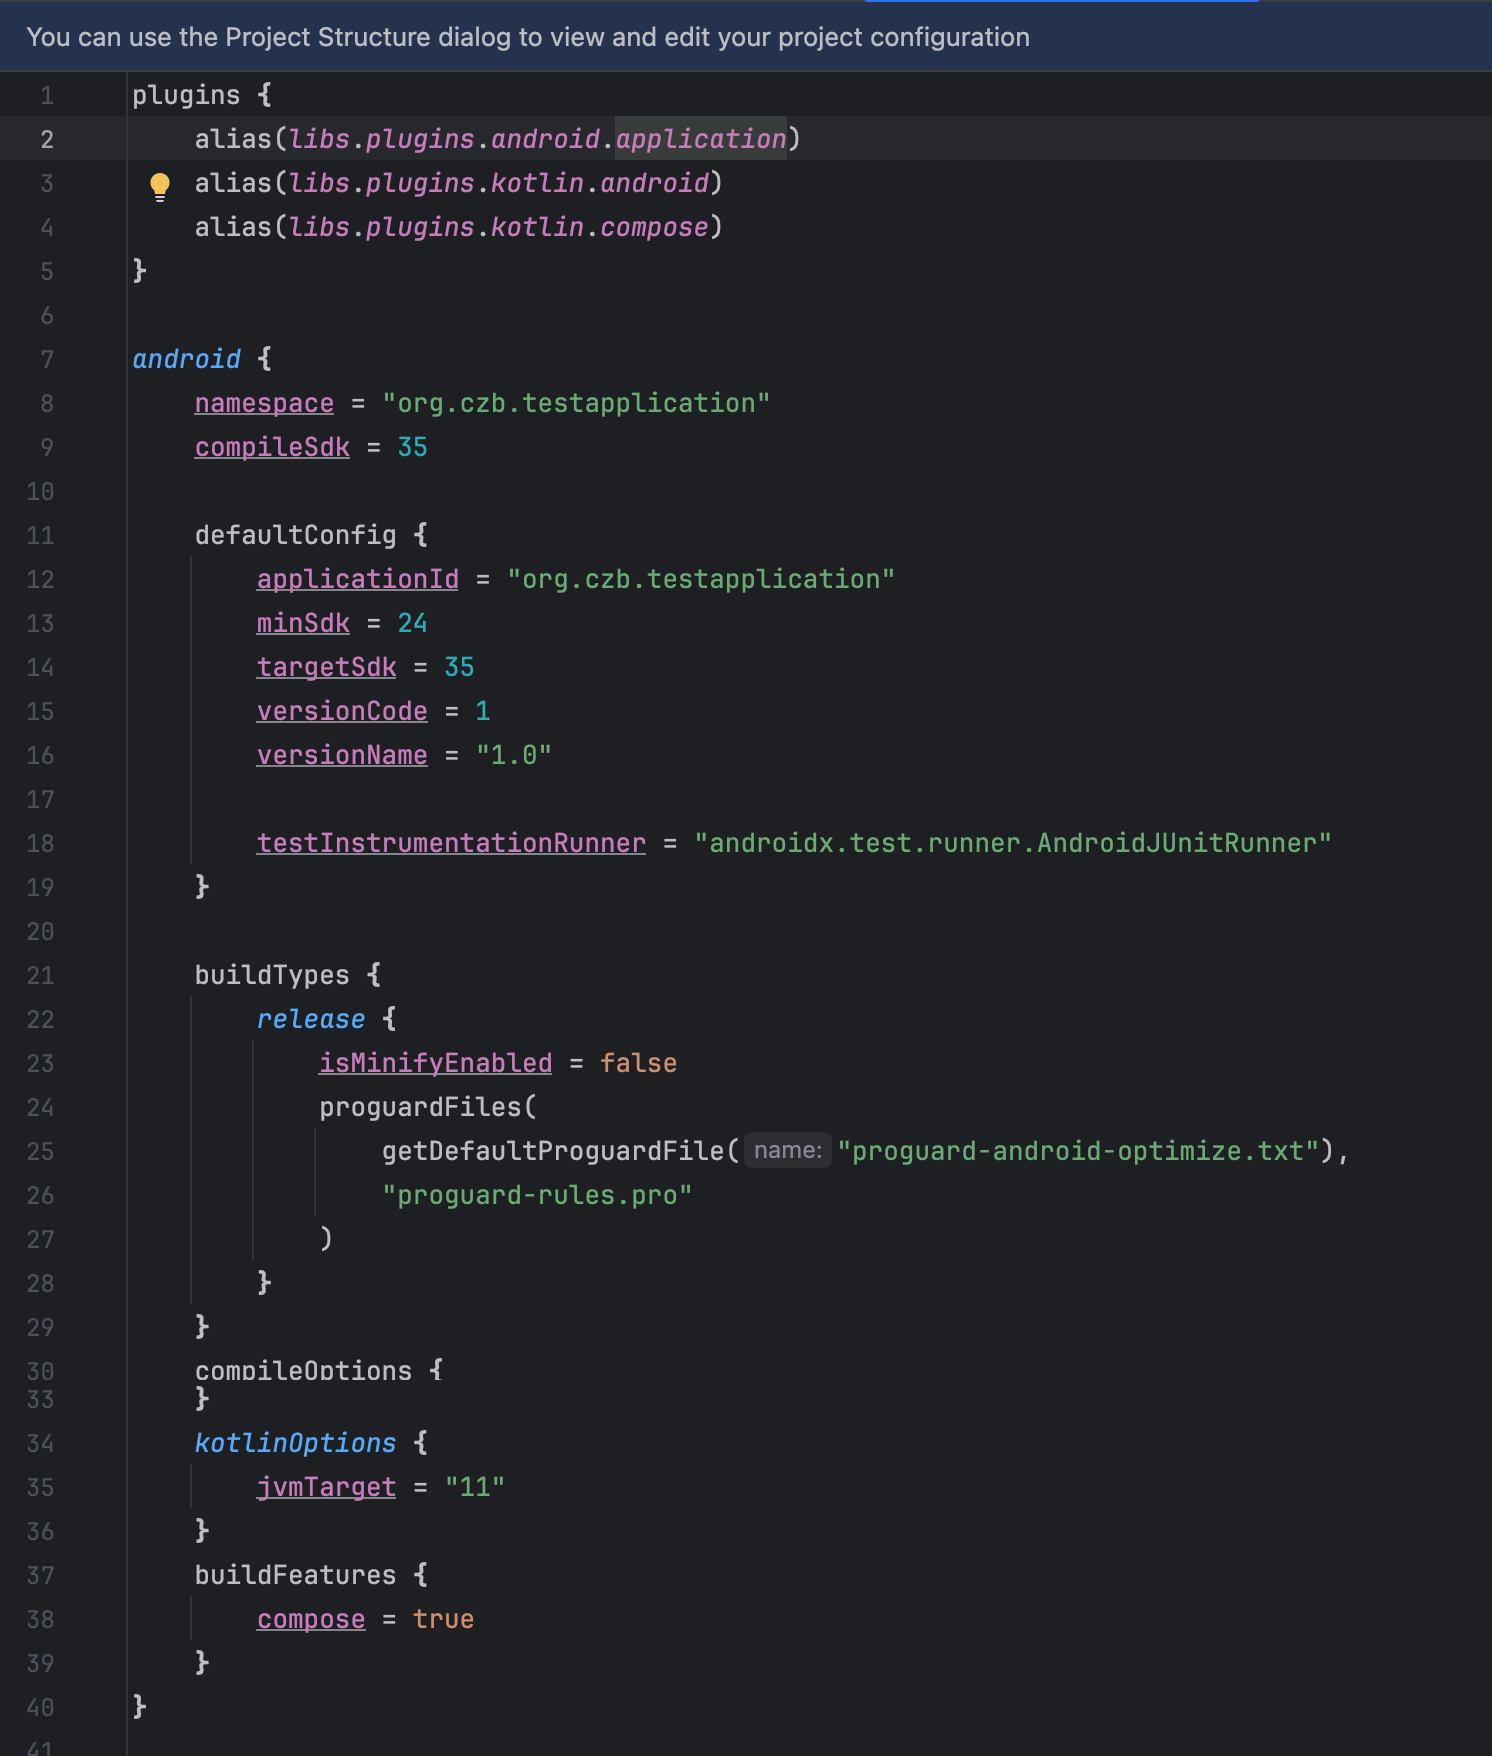 You can use the Project Structure dialog to view and edit your project configuration
1 plugins {
2     alias(libs.plugins.android.application)
3     alias(libs.plugins.kotlin.android)
4     alias(libs.plugins.kotlin.compose)
5 }
6
7 android {
8     namespace = "org.czb.testapplication"
9     compileSdk = 35
10
11     defaultConfig {
12         applicationId = "org.czb.testapplication"
13         minSdk = 24
14         targetSdk = 35
15         versionCode = 1
16         versionName = "1.0"
17
18         testInstrumentationRunner = "androidx.test.runner.AndroidJUnitRunner"
19     }
20
21     buildTypes {
22         release {
23             isMinifyEnabled = false
24             proguardFiles(
25                 getDefaultProguardFile( name: "proguard-android-optimize.txt"),
26                 "proguard-rules.pro"
27             )
28         }
29     }
30     compileOptions {
33     }
34     kotlinOptions {
35         jvmTarget = "11"
36     }
37     buildFeatures {
38         compose = true
39     }
40 }
41